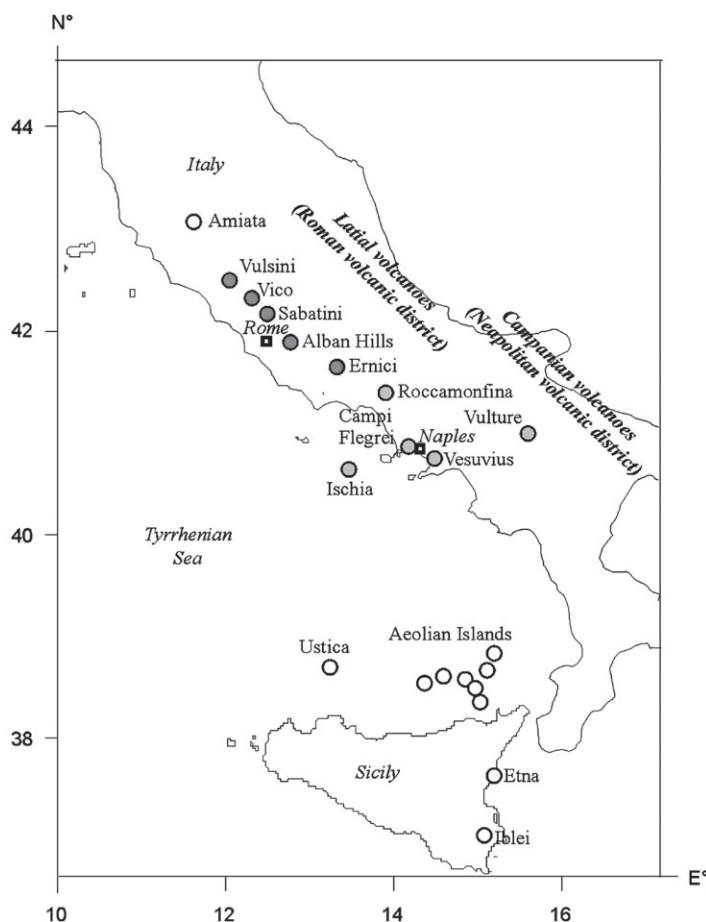 N°
44
Italy
Amiata
Latial volcanoes
(Roman volcanic district)
Vulsini
Vico
Sabatini
42
Rome
Alban Hills
Ernici
Campanian volcanoes
(Neapolitan volcanic district)
Roccamonfina
Campi
Flegrei
Naples
Vulture
Vesuvius
Ischia
40
Tyrrhenian
Sea
Ustica
Aeolian Islands
38
Sicily
Etna
Iblei
10
12
14
16
E°